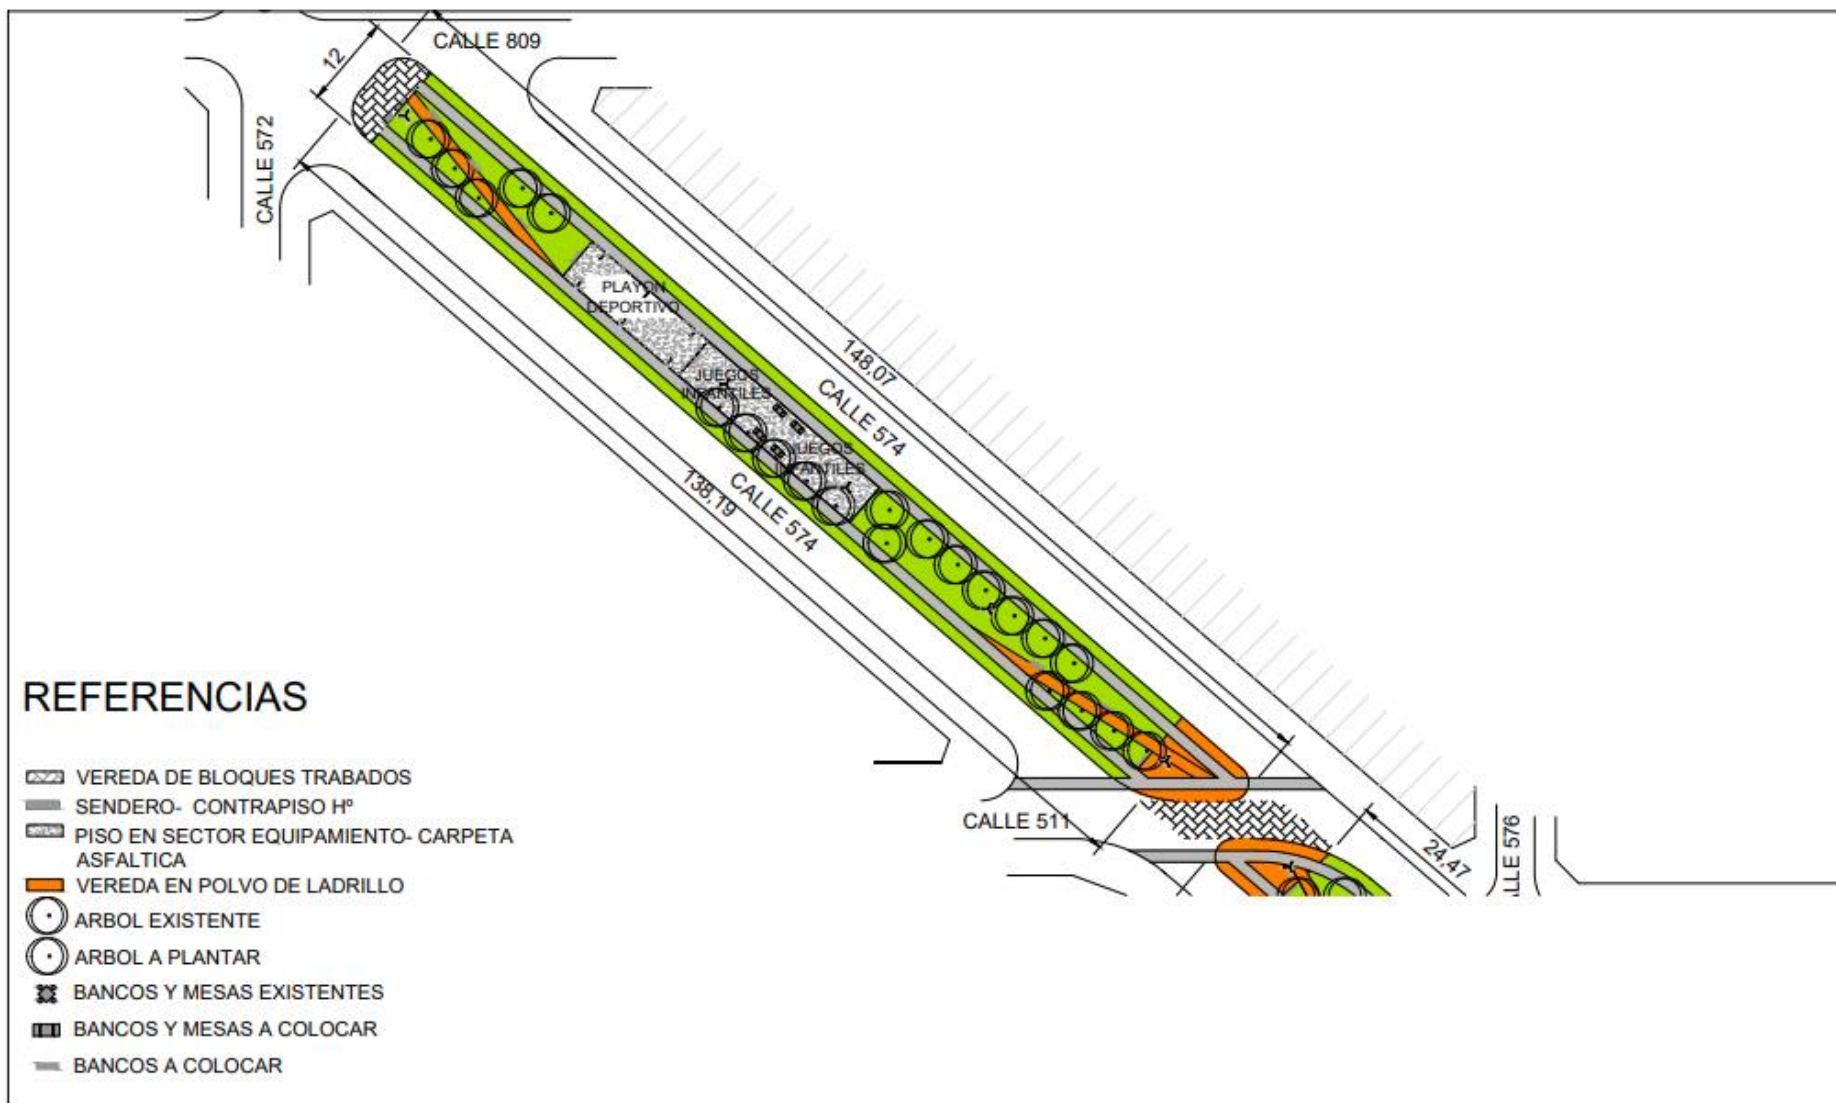 CALLE 809
12
CALLE 572
PLAYON
DEPORTIVO
148,07
JUEGOS
INFANTILES
CALLE 574
JUEGOS
INFANTILES
138,19
CALLE 574
CALLE 511
24,47
REFERENCIAS
VEREDA DE BLOQUES TRABADOS
SENDERO- CONTRAPISO Hº
PISO EN SECTOR EQUIPAMIENTO- CARPETA
ASFALTICA
VEREDA EN POLVO DE LADRILLO
ARBOL EXISTENTE
ARBOL A PLANTAR
BANCOS Y MESAS EXISTENTES
BANCOS Y MESAS A COLOCAR
BANCOS A COLOCAR
576